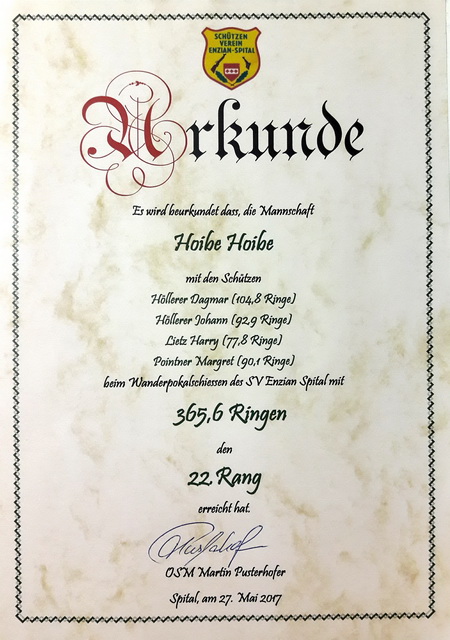 SCHÜTZEN
VEREIN
ENZIAN-SPITAL
Urkunde
Es wird beurkundet dass, die Mannschaft
Hoibe Hoibe
mit den Schützen
Höllerer Dagmar (104,8 Ringe)
Höllerer Johann (92,9 Ringe)
Lietz Harry (77,8 Ringe)
Pointner Margret (90,1 Ringe)
beim Wanderpokalschiessen des SV Enzian Spital mit
365,6 Ringen
den
22. Rang
erreicht hat.
OSM Martin Pusterhofer
Spital, am 27. Mai 2017